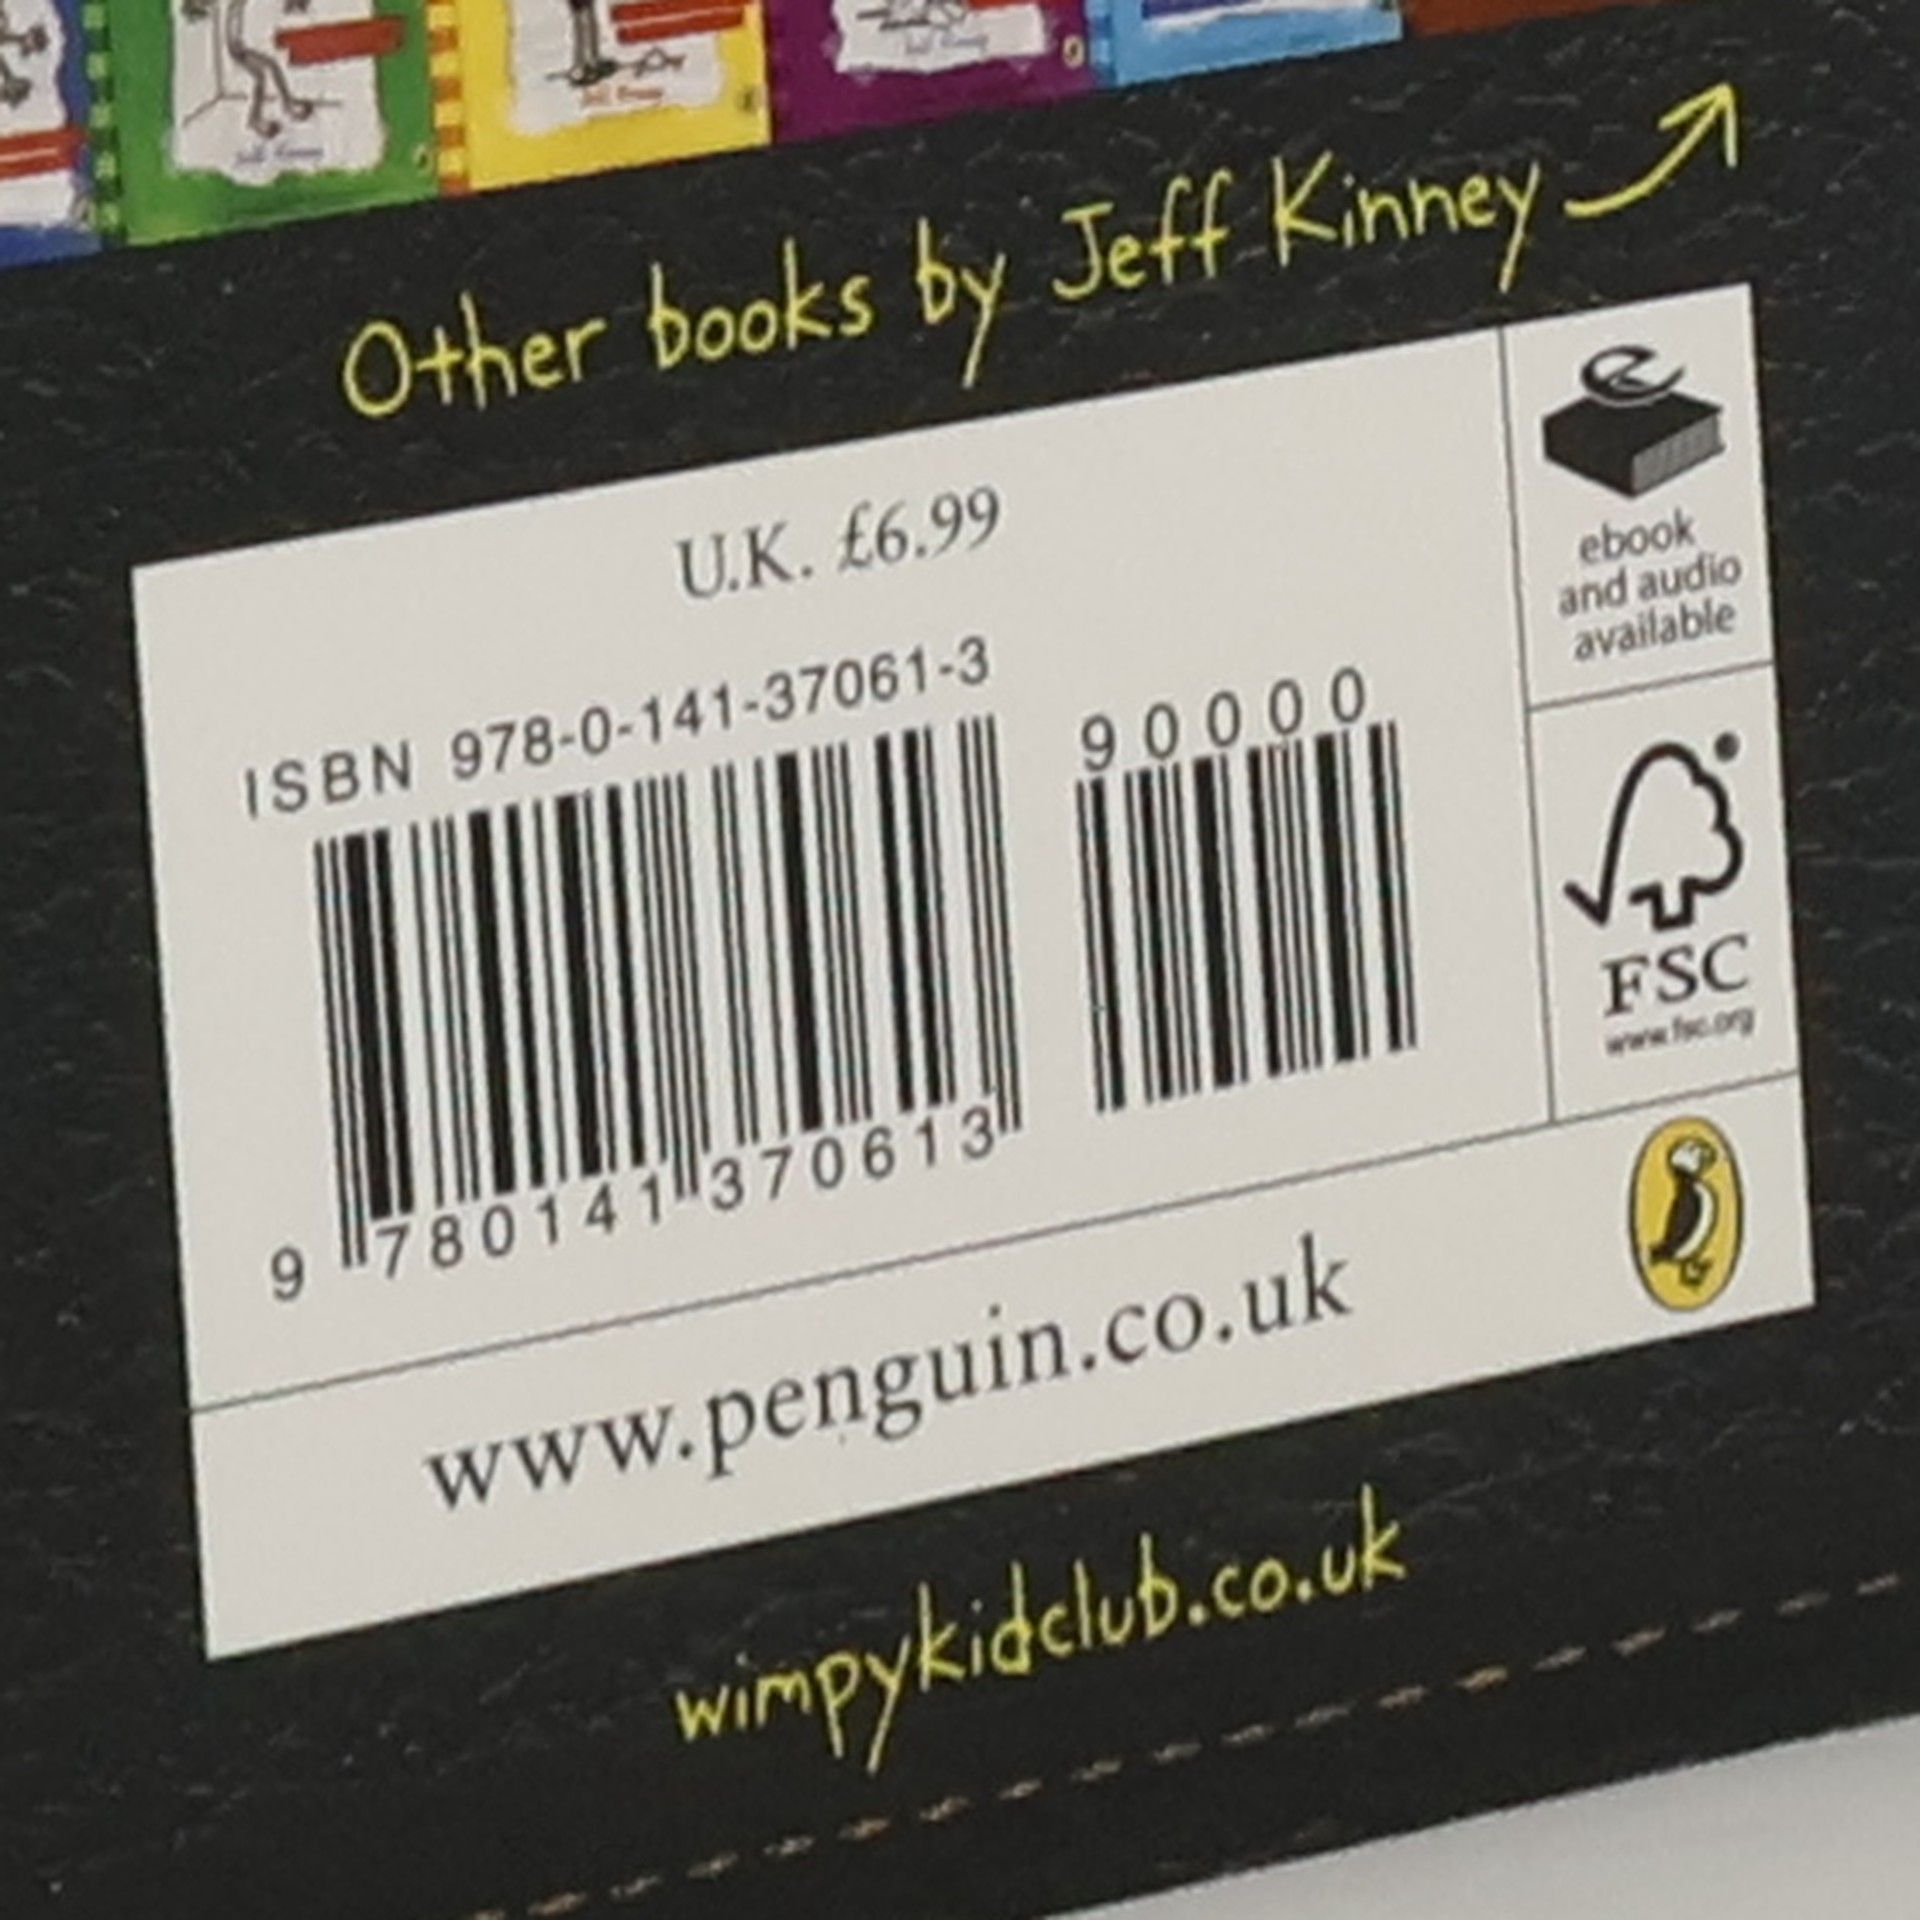 Other books by Jeff Kinney
U.K. £6.99
ISBN 978-0-141-37061-3
90000
9 780141 370613
ebook
and audio
available
FSC
www.fsc.org
www.penguin.co.uk
wimpykidclub.co.uk